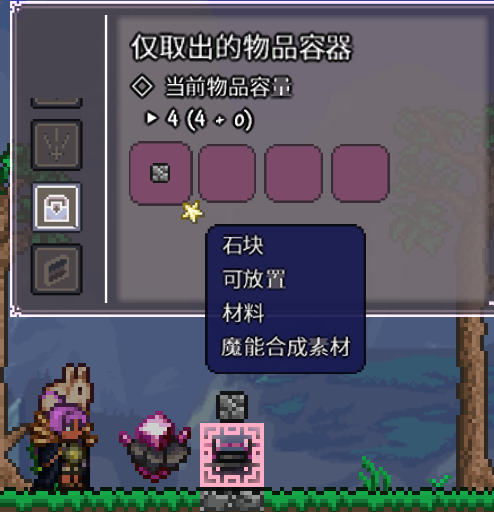 仅取出的物品容器
当前物品容量
4 (4 + 0)
石块
可放置
材料
魔能合成素材